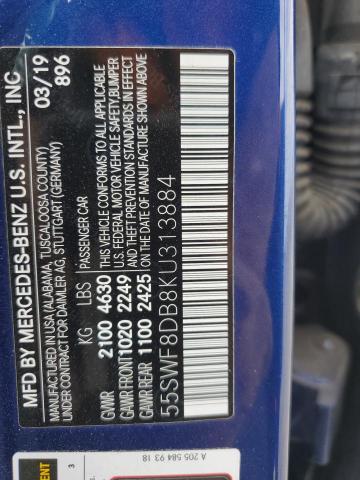 MFD BY MERCEDES-BENZ U.S. INTL., INC
MANUFACTURED IN USA (ALABAMA, TUSCALOOSA COUNTY) 03/19
FOR DAIMLER AG, STUTTGART (GERMANY) 896
KG LBS PASSENGER CAR
GMWR 2100 4630 THIS VEHICLE CONFORMS TO ALL APPLICABLE
GAWR FRONT 1020 2249 U.S. FEDERAL MOTOR VEHICLE SAFETY, BUMPER
GAWR REAR 1100 2425 AND THEFT PREVENTION STANDARDS IN EFFECT
ON THE DATE OF MANUFACTURE SHOWN ABOVE
55SWF8DB8KU313884
A 205 584 93 18
3